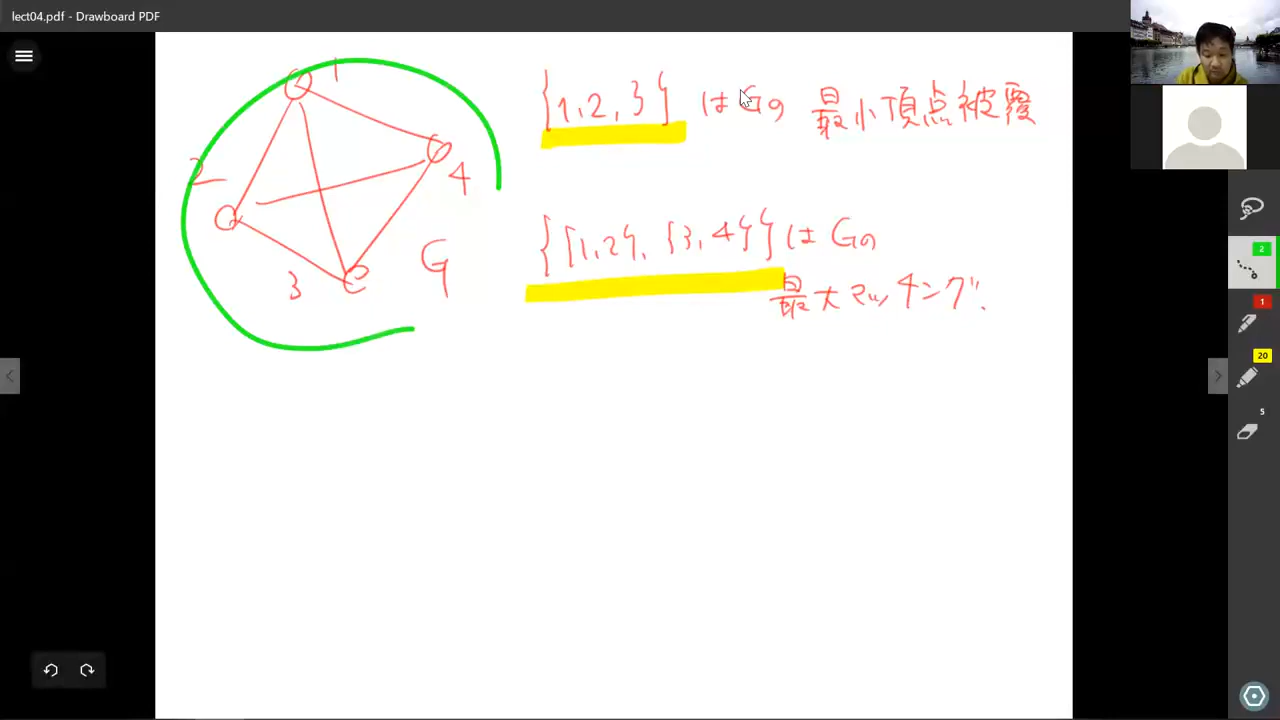 lect04.pdf - Drawboard PDF
1
{1,2,3} はGの 最小頂点被覆
2
4
{{1,2}, {3,4}} はGの
最大マッチング.
G
3
2
1
20
5